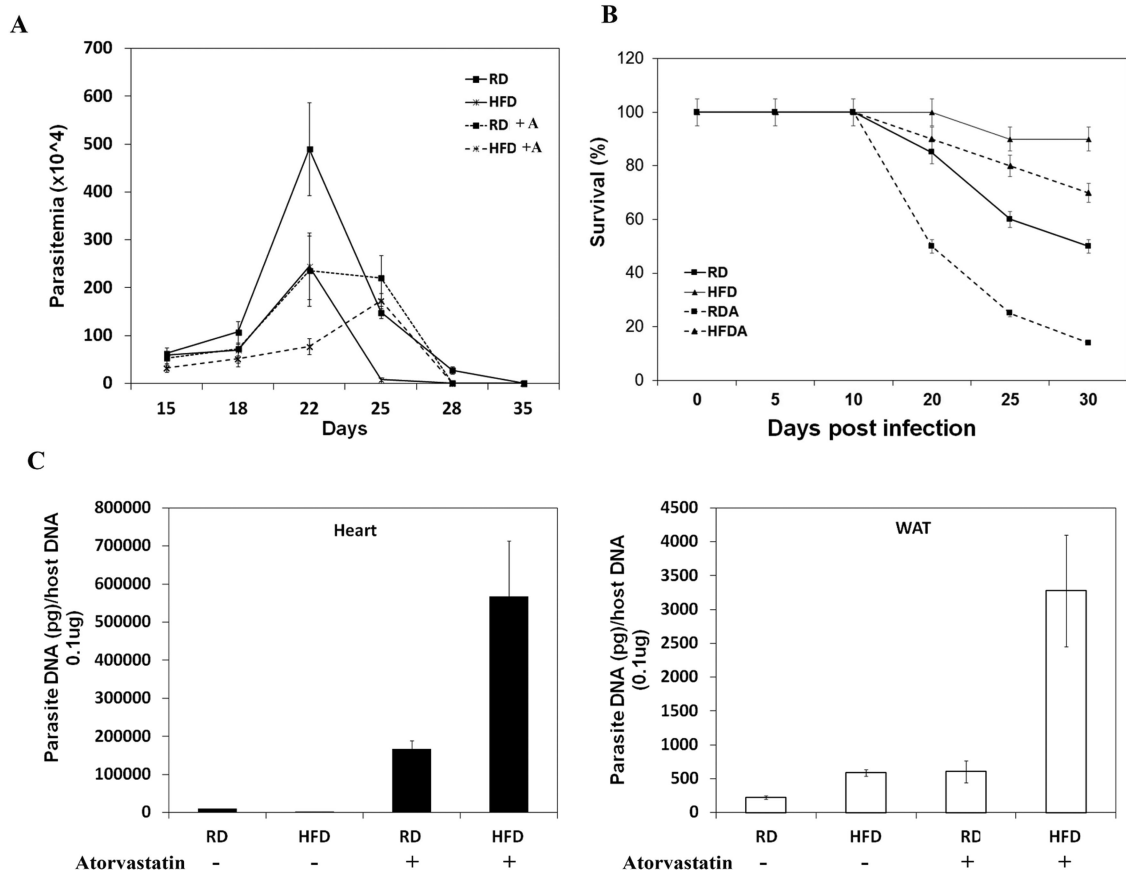 A
700
600
500
400
300
200
100
0
Parasitemia (x10^4)
15 18 22 25 28 35
Days
RD
HFD
RD + A
HFD +A
B
120
100
80
60
40
20
0
Survival (%)
0 5 10 20 25 30
Days post infection
RD
HFD
RDA
HFDA
C
800000
700000
600000
500000
400000
300000
200000
100000
0
Parasite DNA (pg)/host DNA
0.1ug)
Heart
RD HFD RD HFD
Atorvastatin - - + +
4500
4000
3500
3000
2500
2000
1500
1000
500
0
Parasite DNA (pg)/host DNA
(0.1ug)
WAT
RD HFD RD HFD
Atorvastatin - - + +